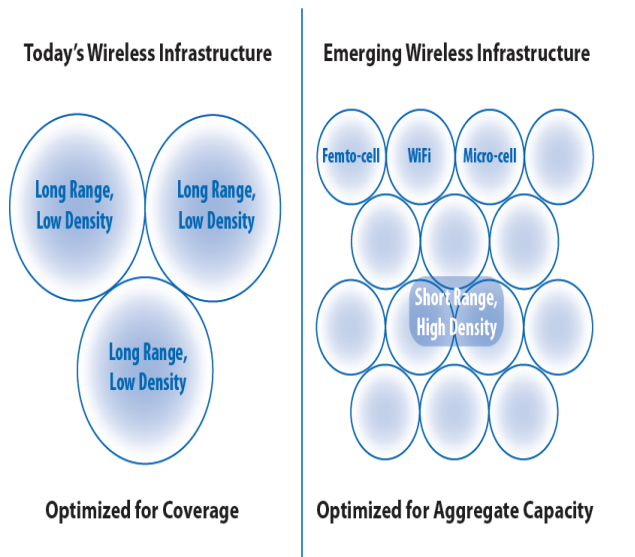 Today's Wireless Infrastructure
Long Range,
Low Density
Long Range,
Low Density
Long Range,
Low Density
Optimized for Coverage
Emerging Wireless Infrastructure
Femto-cell
WiFi
Micro-cell
Short Range,
High Density
Optimized for Aggregate Capacity